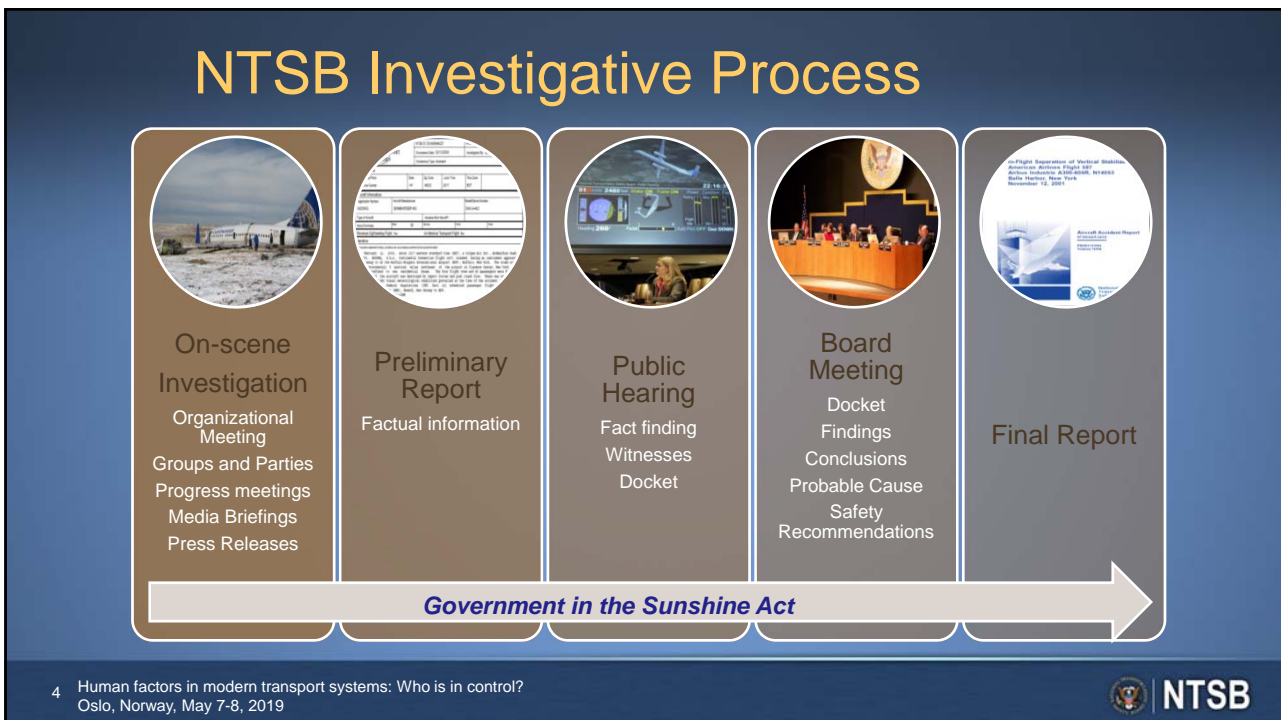 NTSB Investigative Process
On-scene
Investigation
Organizational
Meeting
Groups and Parties
Progress meetings
Media Briefings
Press Releases
Preliminary
Report
Factual information
Public
Hearing
Fact finding
Witnesses
Docket
Board
Meeting
Docket
Findings
Conclusions
Probable Cause
Safety
Recommendations
In-Flight Separation of Vertical Stabiliz
American Airlines Flight 587
Airbus Industrie A300-605R, N14053
Belle Harbor, New York
November 12, 2001
Aircraft Accident Report
Final Report
Government in the Sunshine Act
4
Human factors in modern transport systems: Who is in control?
Oslo, Norway, May 7-8, 2019
NTSB